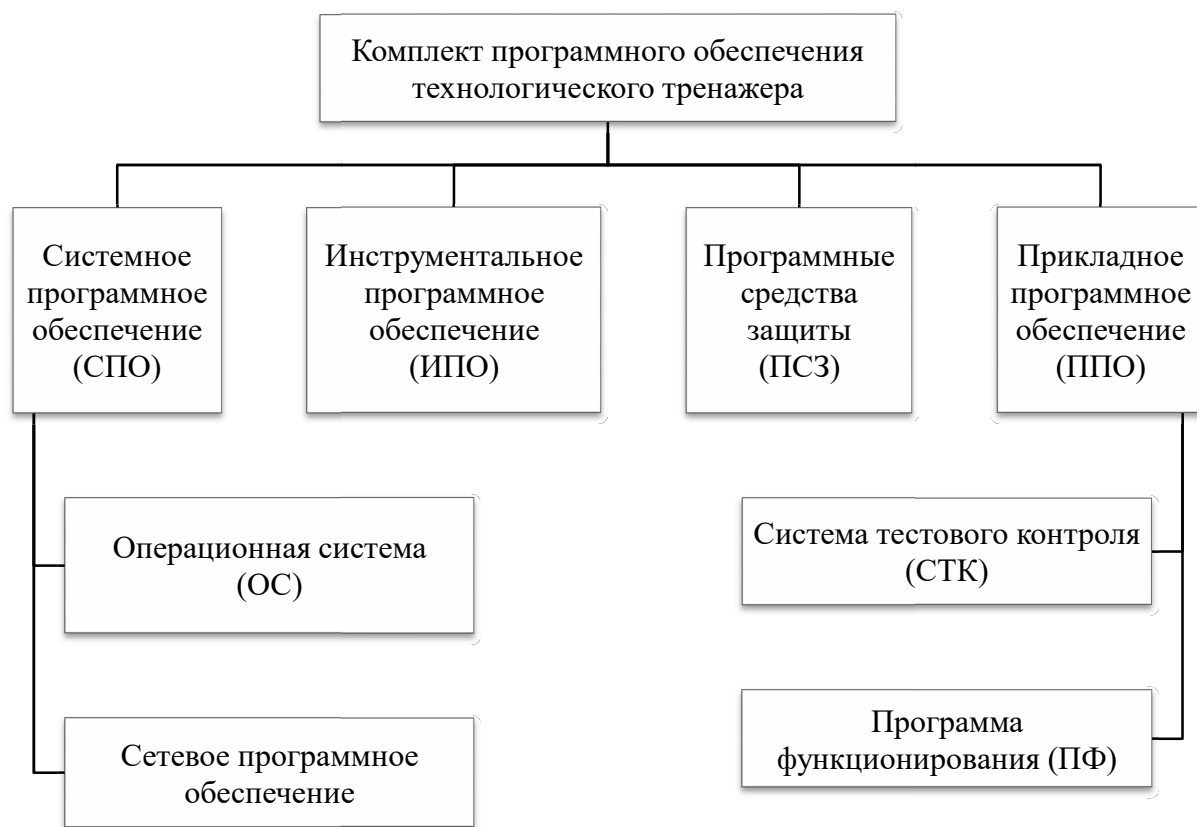 Комплект программного обеспечения
технологического тренажера
Системное
программное
обеспечение
(СПО)
Инструментальное
программное
обеспечение
(ИПО)
Программные
средства
защиты
(ПСЗ)
Прикладное
программное
обеспечение
(ППО)
Операционная система
(ОС)
Система тестового контроля
(СТК)
Сетевое программное
обеспечение
Программа
функционирования (ПФ)